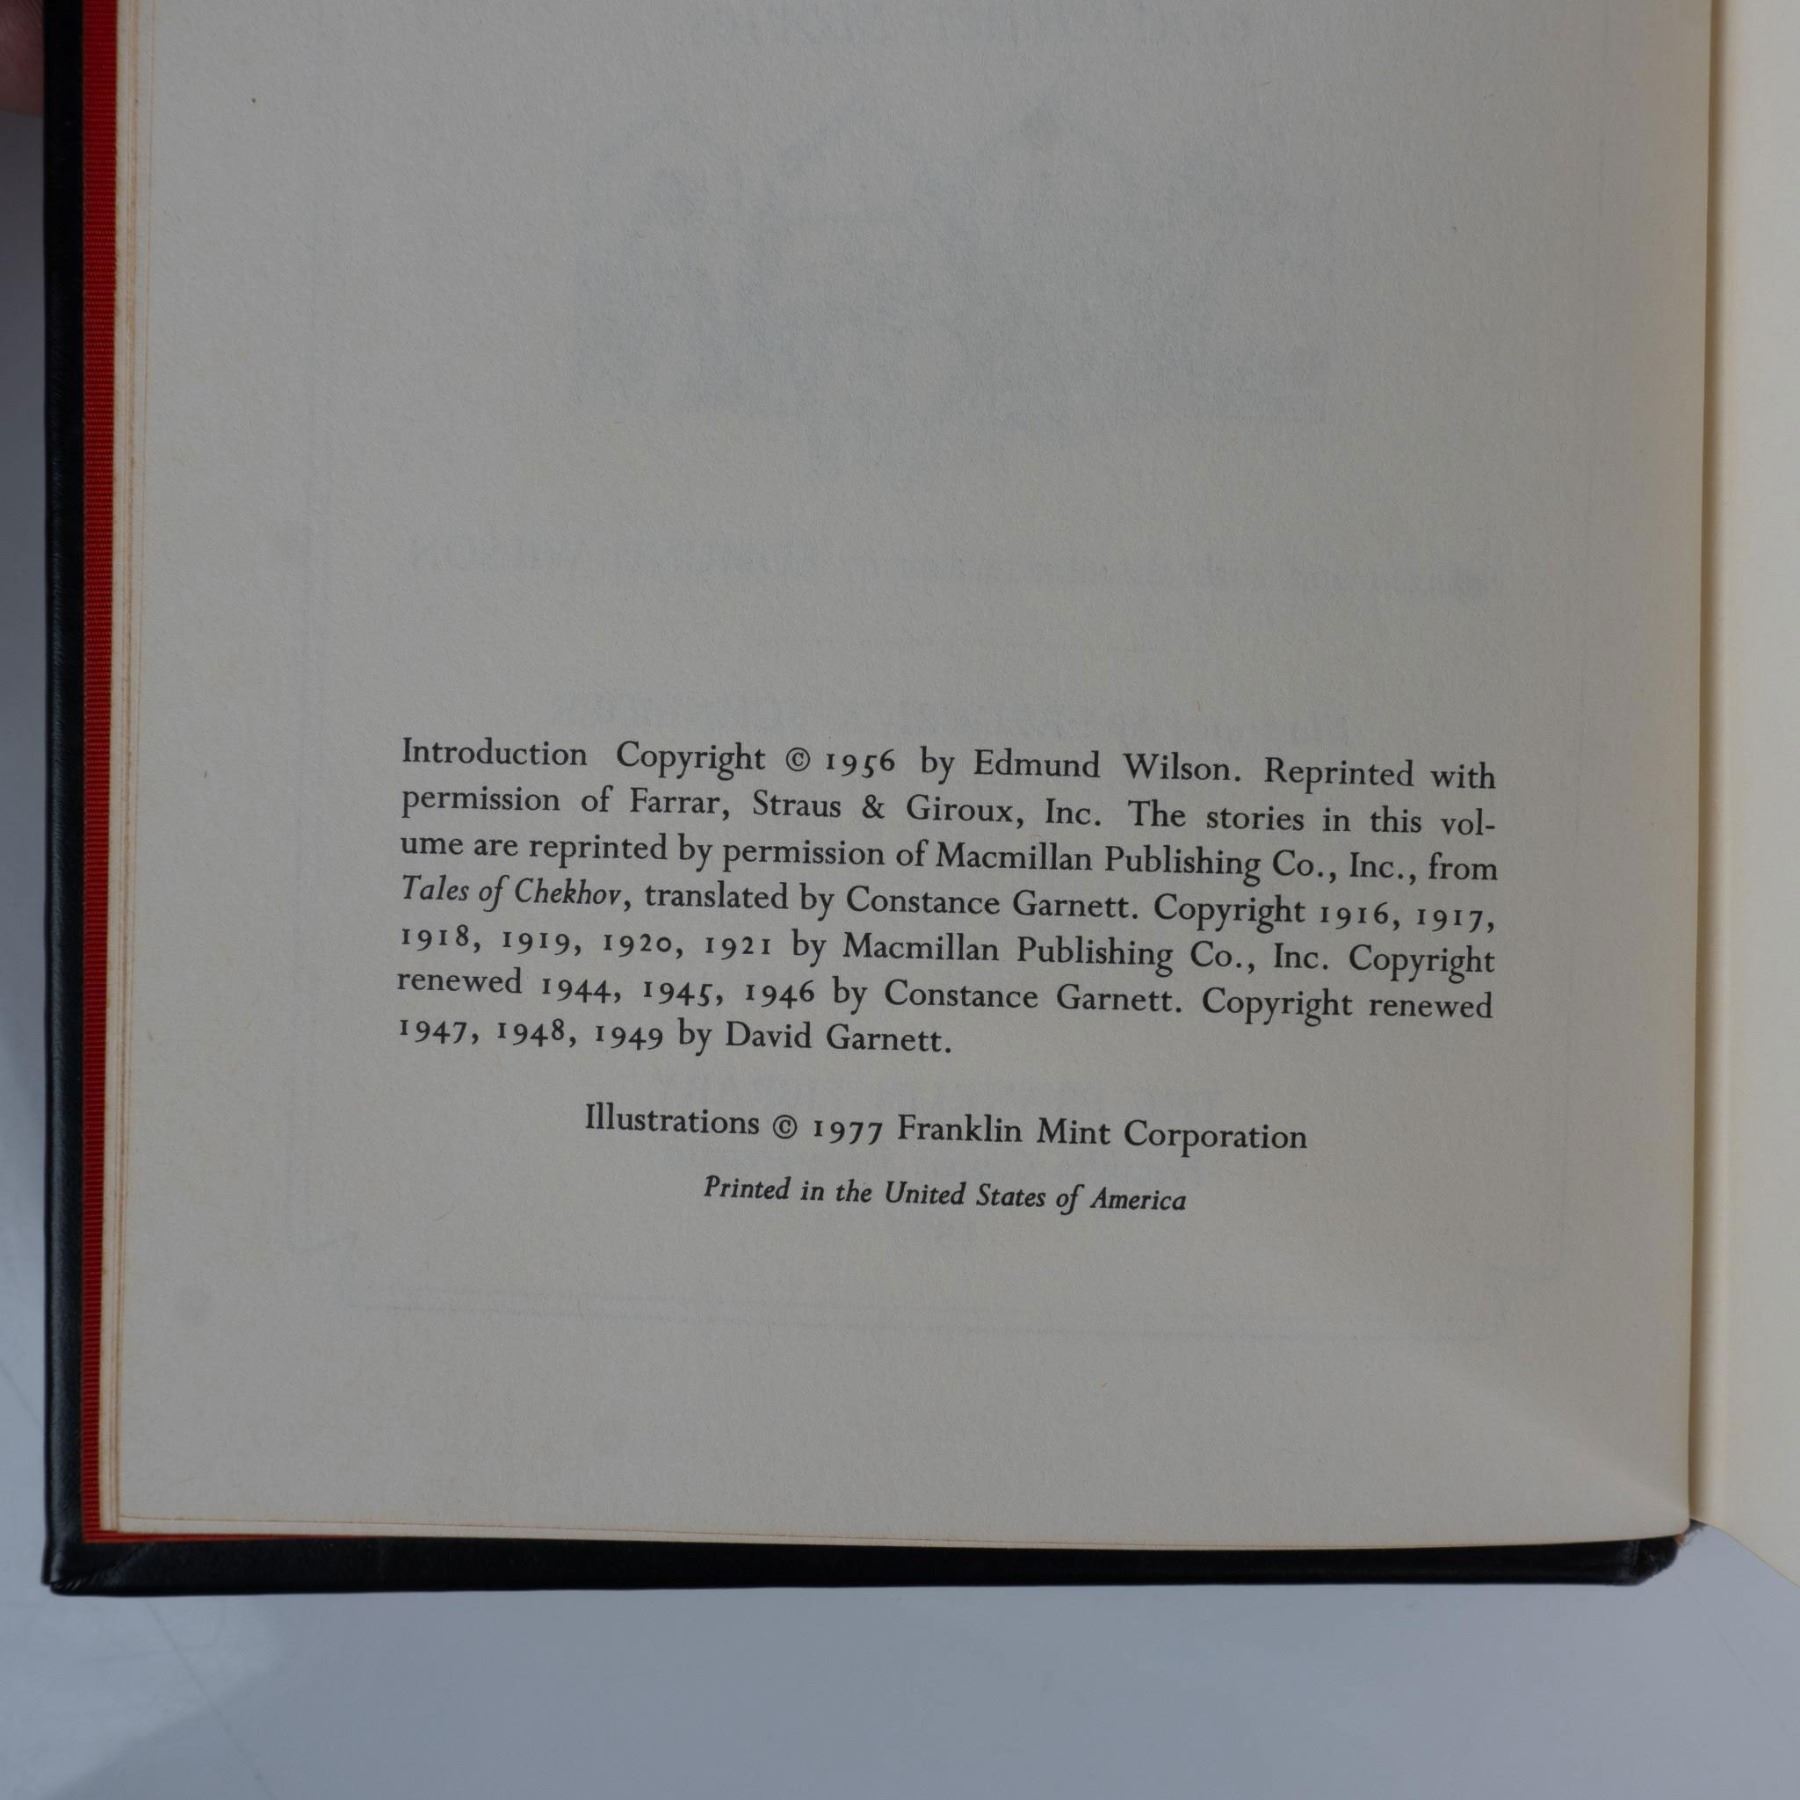 Introduction Copyright © 1956 by Edmund Wilson. Reprinted with
permission of Farrar, Straus & Giroux, Inc. The stories in this vol-
ume are reprinted by permission of Macmillan Publishing Co., Inc., from
Tales of Chekhov, translated by Constance Garnett. Copyright 1916, 1917,
1918, 1919, 1920, 1921 by Macmillan Publishing Co., Inc. Copyright
renewed 1944, 1945, 1946 by Constance Garnett. Copyright renewed
1947, 1948, 1949 by David Garnett.
Illustrations © 1977 Franklin Mint Corporation
Printed in the United States of America